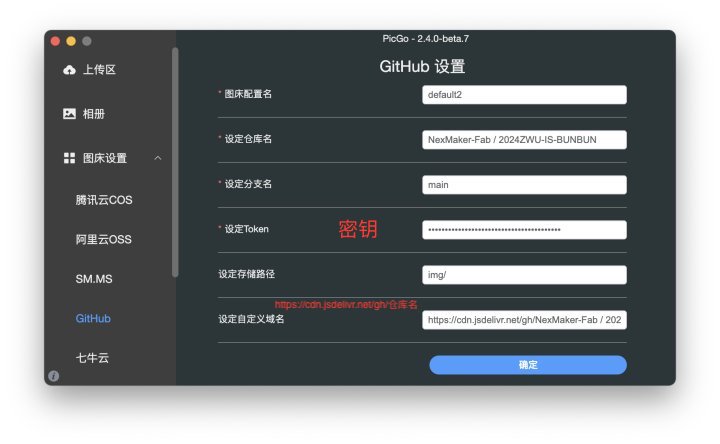 PicGo - 2.4.0-beta.7
上传区
相册
图床设置
腾讯云COS
阿里云OSS
SM.MS
GitHub
七牛云
GitHub 设置
* 图床配置名
default2
* 设定仓库名
NexMaker-Fab / 2024ZWU-IS-BUNBUN
* 设定分支名
main
* 设定Token
密钥
设定存储路径
img/
https://cdn.jsdelivr.net/gh/仓库名
设定自定义域名
https://cdn.jsdelivr.net/gh/NexMaker-Fab / 202
确定